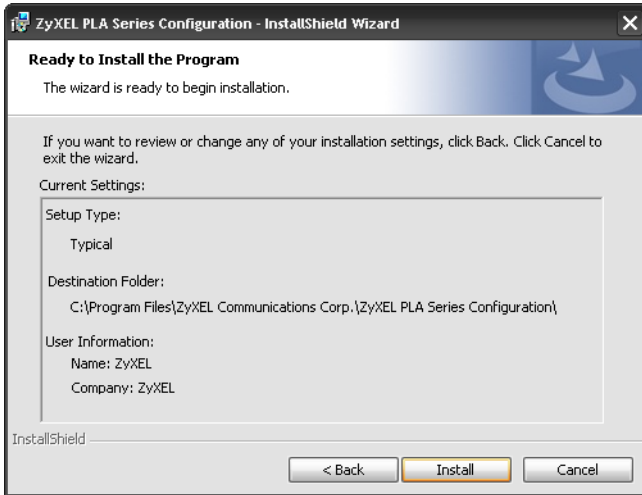 ZyXEL PLA Series Configuration - InstallShield Wizard
Ready to Install the Program
The wizard is ready to begin installation.
If you want to review or change any of your installation settings, click Back. Click Cancel to
exit the wizard.
Current Settings:
Setup Type:
Typical
Destination Folder:
C:\Program Files\ZyXEL Communications Corp.\ZyXEL PLA Series Configuration\
User Information:
Name: ZyXEL
Company: ZyXEL
InstallShield
< Back Install Cancel